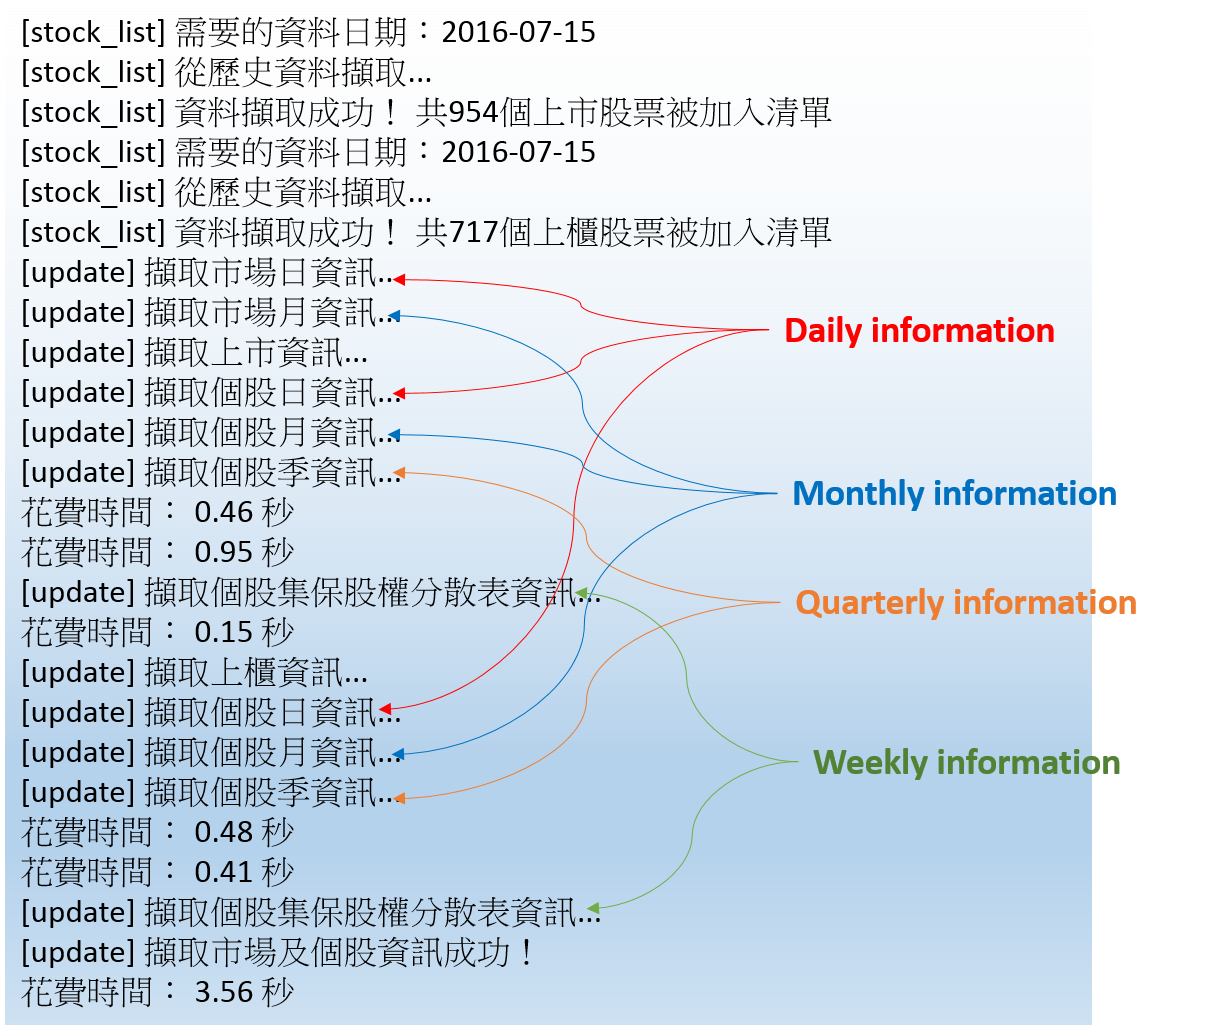 [stock_list] 需要的資料日期：2016-07-15
[stock_list] 從歷史資料擷取...
[stock_list] 資料擷取成功！ 共954個上市股票被加入清單
[stock_list] 需要的資料日期：2016-07-15
[stock_list] 從歷史資料擷取...
[stock_list] 資料擷取成功！ 共717個上櫃股票被加入清單
[update] 擷取市場日資訊...
[update] 擷取市場月資訊...
Daily information
[update] 擷取上市資訊...
[update] 擷取個股日資訊...
[update] 擷取個股月資訊...
[update] 擷取個股季資訊...
Monthly information
花費時間： 0.46 秒
花費時間： 0.95 秒
[update] 擷取個股集保股權分散表資訊...
Quarterly information
花費時間： 0.15 秒
[update] 擷取上櫃資訊...
[update] 擷取個股日資訊...
[update] 擷取個股月資訊...
Weekly information
[update] 擷取個股季資訊...
花費時間： 0.48 秒
花費時間： 0.41 秒
[update] 擷取個股集保股權分散表資訊...
[update] 擷取市場及個股資訊成功！
花費時間： 3.56 秒